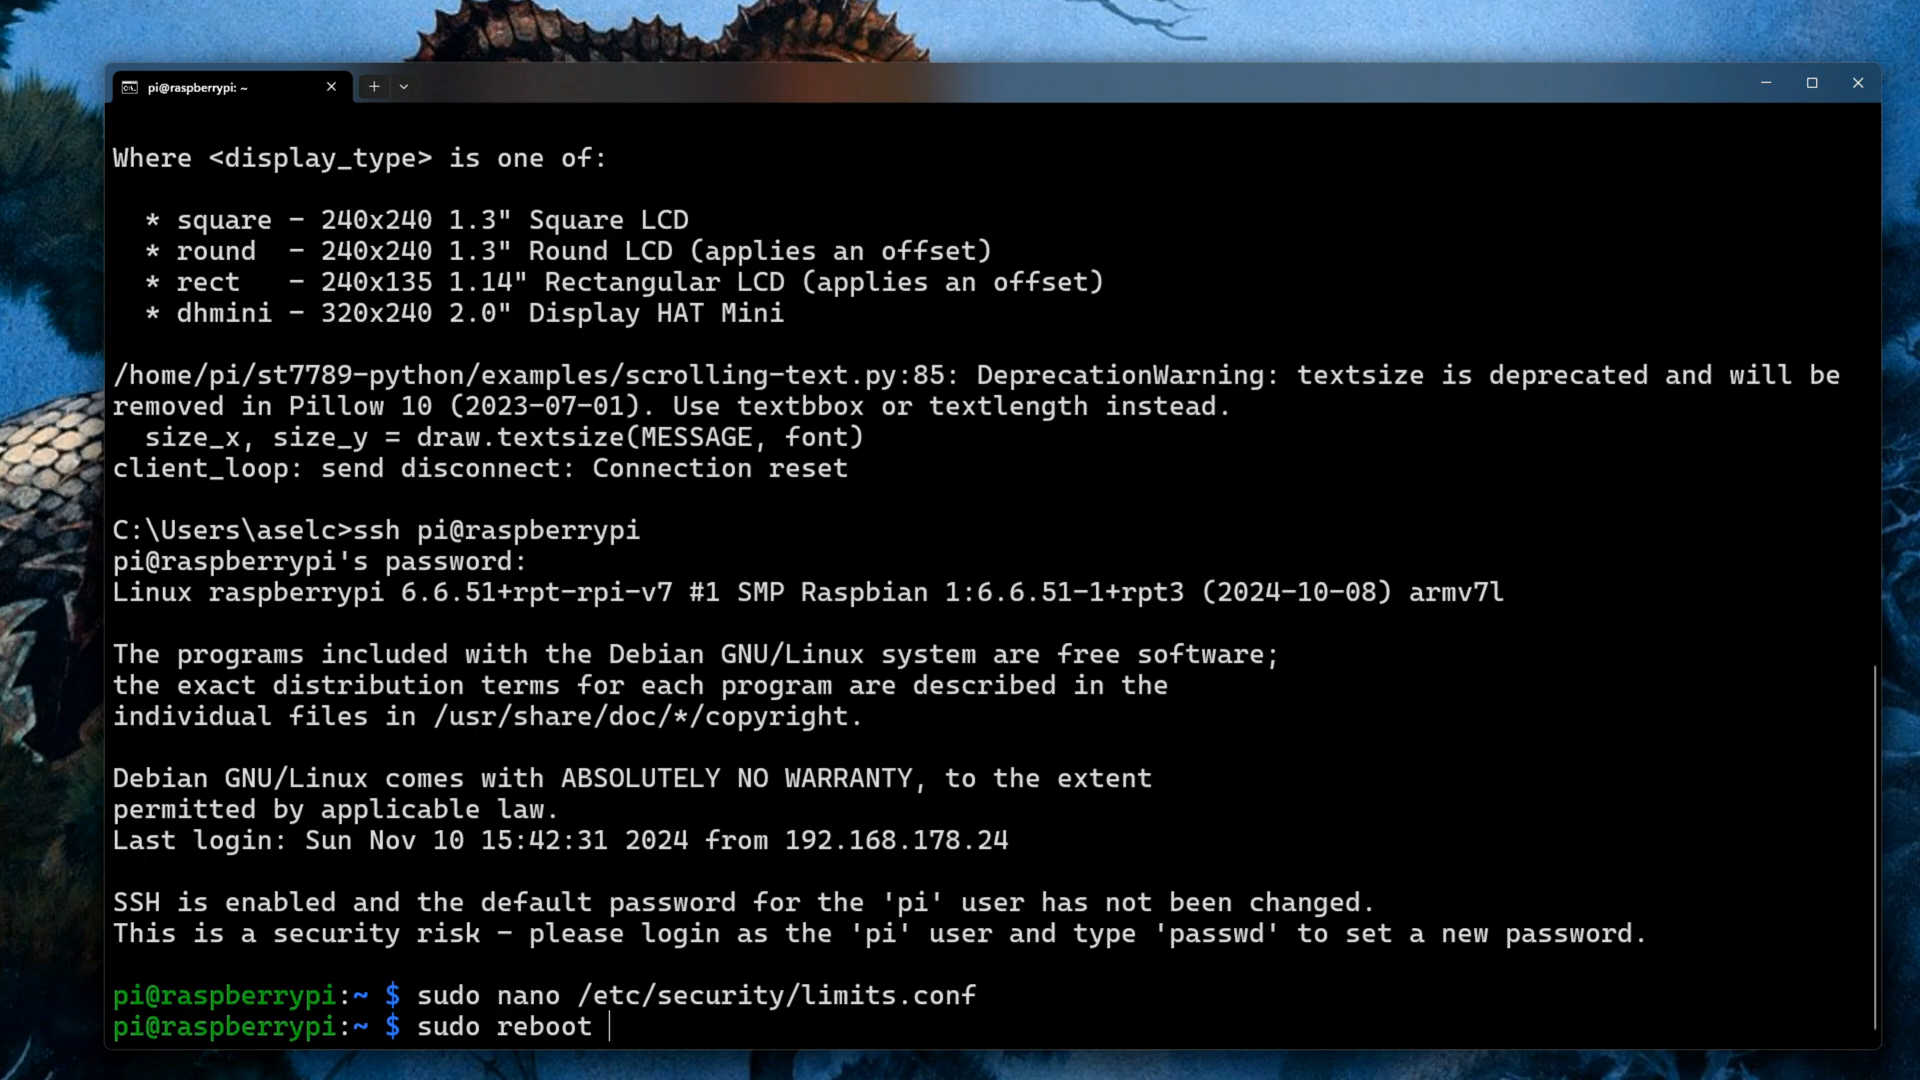 pi@raspberrypi: ~
Where <display_type> is one of:
* square - 240x240 1.3" Square LCD
* round  - 240x240 1.3" Round LCD (applies an offset)
* rect   - 240x135 1.14" Rectangular LCD (applies an offset)
* dhmini - 320x240 2.0" Display HAT Mini
/home/pi/st7789-python/examples/scrolling-text.py:85: DeprecationWarning: textsize is deprecated and will be
removed in Pillow 10 (2023-07-01). Use textbbox or textlength instead.
size_x, size_y = draw.textsize(MESSAGE, font)
client_loop: send disconnect: Connection reset
C:\Users\aselc>ssh pi@raspberrypi
pi@raspberrypi's password:
Linux raspberrypi 6.6.51+rpt-rpi-v7 #1 SMP Raspbian 1:6.6.51-1+rpt3 (2024-10-08) armv7l
The programs included with the Debian GNU/Linux system are free software;
the exact distribution terms for each program are described in the
individual files in /usr/share/doc/*/copyright.
Debian GNU/Linux comes with ABSOLUTELY NO WARRANTY, to the extent
permitted by applicable law.
Last login: Sun Nov 10 15:42:31 2024 from 192.168.178.24
SSH is enabled and the default password for the 'pi' user has not been changed.
This is a security risk - please login as the 'pi' user and type 'passwd' to set a new password.
pi@raspberrypi:~ $ sudo nano /etc/security/limits.conf
pi@raspberrypi:~ $ sudo reboot